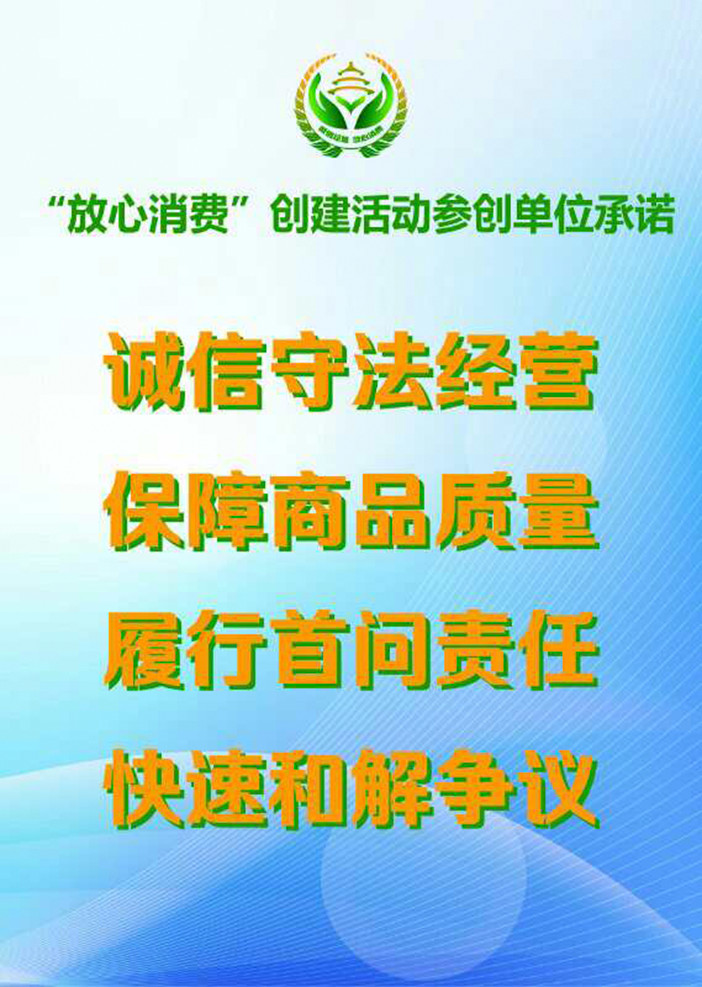 “放心消费”创建活动参创单位承诺
诚信守法经营
保障商品质量
履行首问责任
快速和解争议